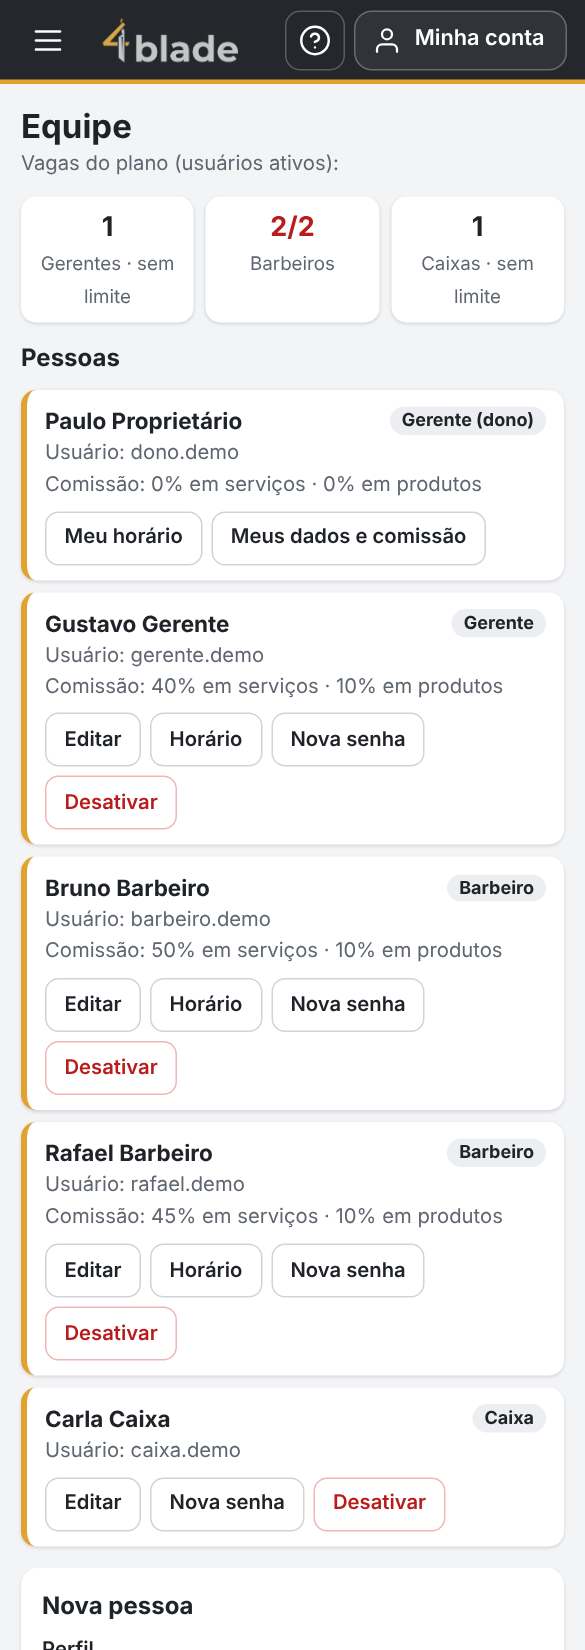 4blade
Minha conta
Equipe
Vagas do plano (usuários ativos):
1
Gerentes · sem
limite
2/2
Barbeiros
1
Caixas · sem
limite
Pessoas
Paulo Proprietário
Gerente (dono)
Usuário: dono.demo
Comissão: 0% em serviços · 0% em produtos
Meu horário
Meus dados e comissão
Gustavo Gerente
Gerente
Usuário: gerente.demo
Comissão: 40% em serviços · 10% em produtos
Editar
Horário
Nova senha
Desativar
Bruno Barbeiro
Barbeiro
Usuário: barbeiro.demo
Comissão: 50% em serviços · 10% em produtos
Editar
Horário
Nova senha
Desativar
Rafael Barbeiro
Barbeiro
Usuário: rafael.demo
Comissão: 45% em serviços · 10% em produtos
Editar
Horário
Nova senha
Desativar
Carla Caixa
Caixa
Usuário: caixa.demo
Editar
Nova senha
Desativar
Nova pessoa
Perfil